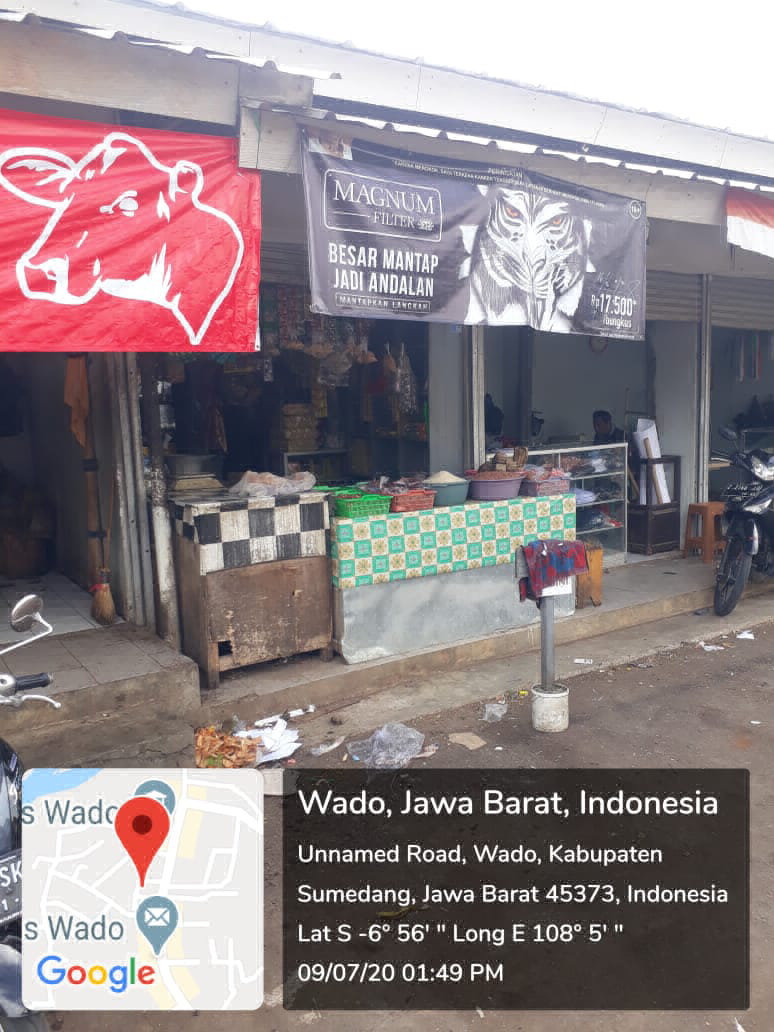 PERINGATAN
MAGNUM
FILTER
18+
BESAR MANTAP
JADI ANDALAN
MANTAPKAN LANGKAH
Rp17.500*
/bungkus
s Wado
s Wado
Google
SK
Wado, Jawa Barat, Indonesia
Unnamed Road, Wado, Kabupaten
Sumedang, Jawa Barat 45373, Indonesia
Lat S -6° 56' " Long E 108° 5' "
09/07/20 01:49 PM